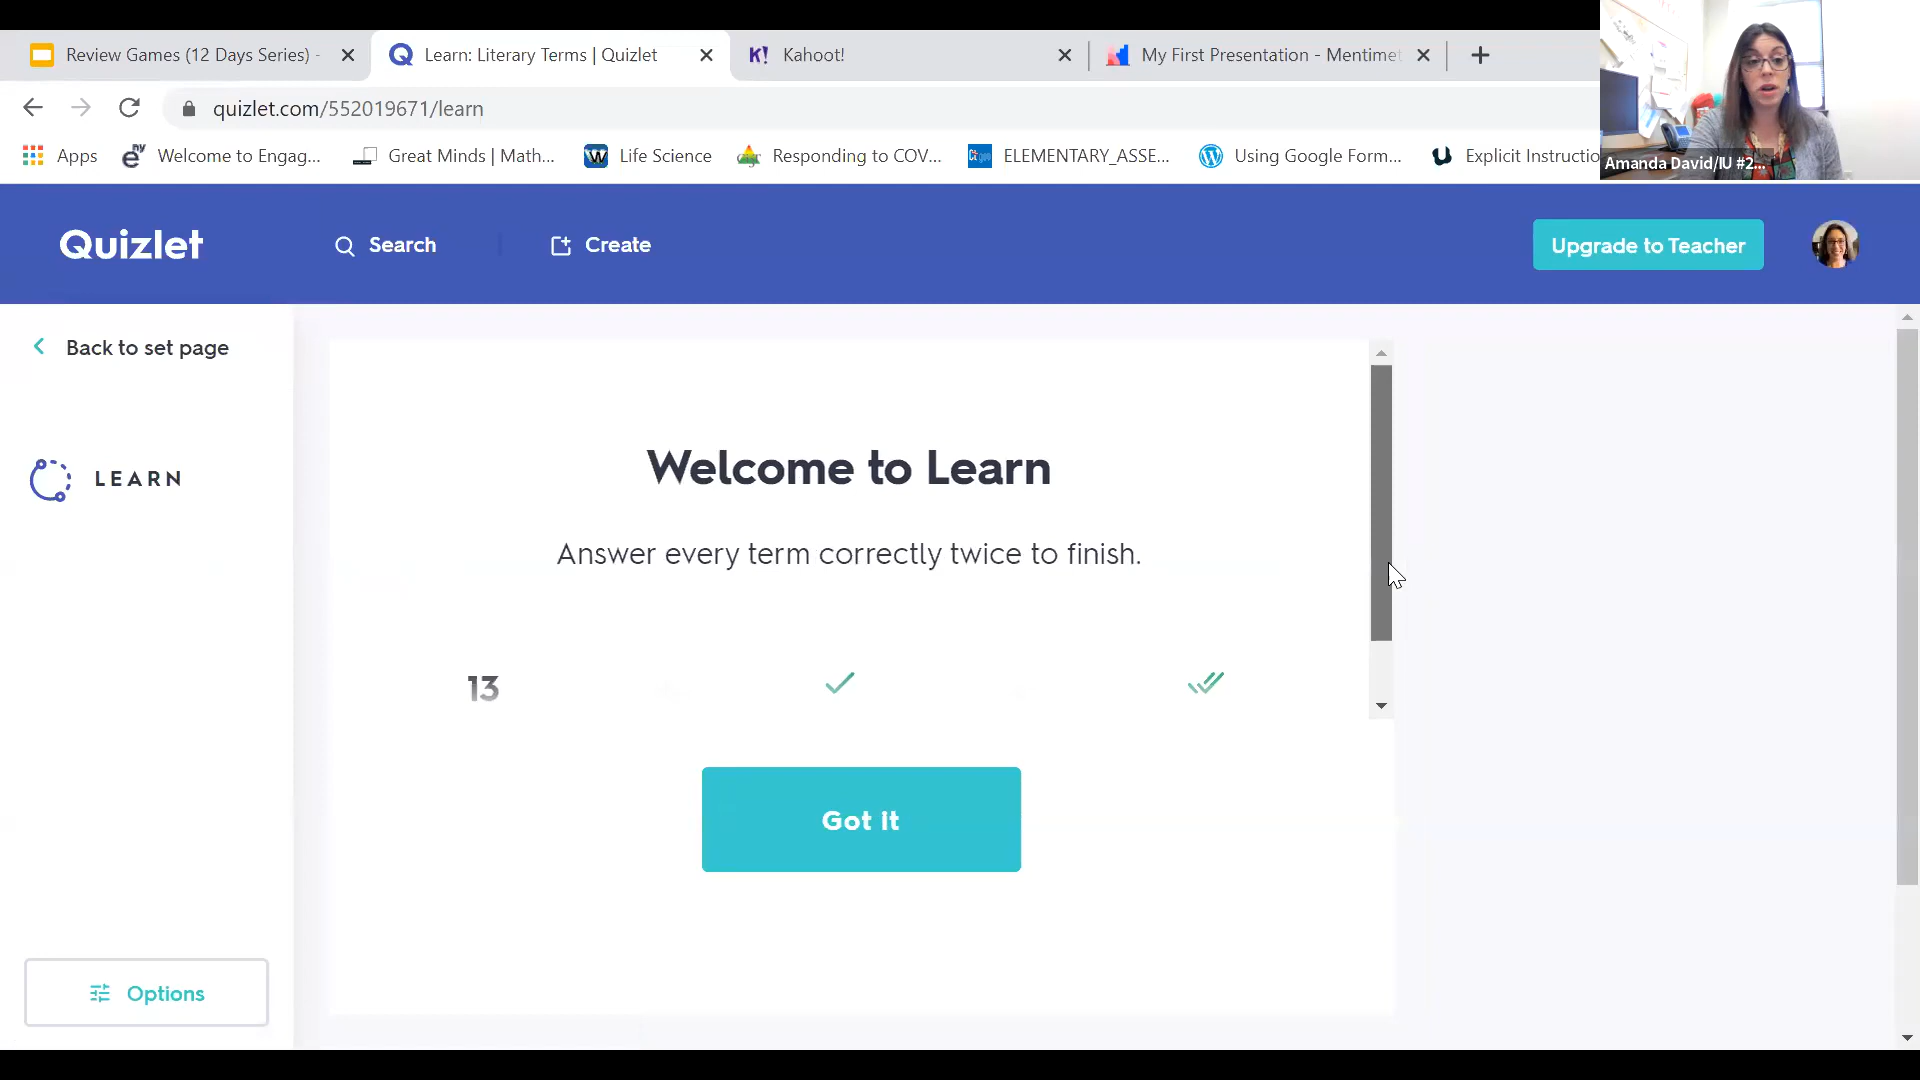 Review Games (12 Days Series) -
Learn: Literary Terms | Quizlet
K! Kahoot!
My First Presentation - Mentimet
quizlet.com/552019671/learn
Apps
Welcome to Engag...
Great Minds | Math...
Life Science
Responding to COV...
ELEMENTARY_ASSE...
Using Google Form...
Explicit Instructio
Amanda David/IU #2...
Quizlet
Search
Create
Upgrade to Teacher
Back to set page
LEARN
Welcome to Learn
Answer every term correctly twice to finish.
13
Got it
Options